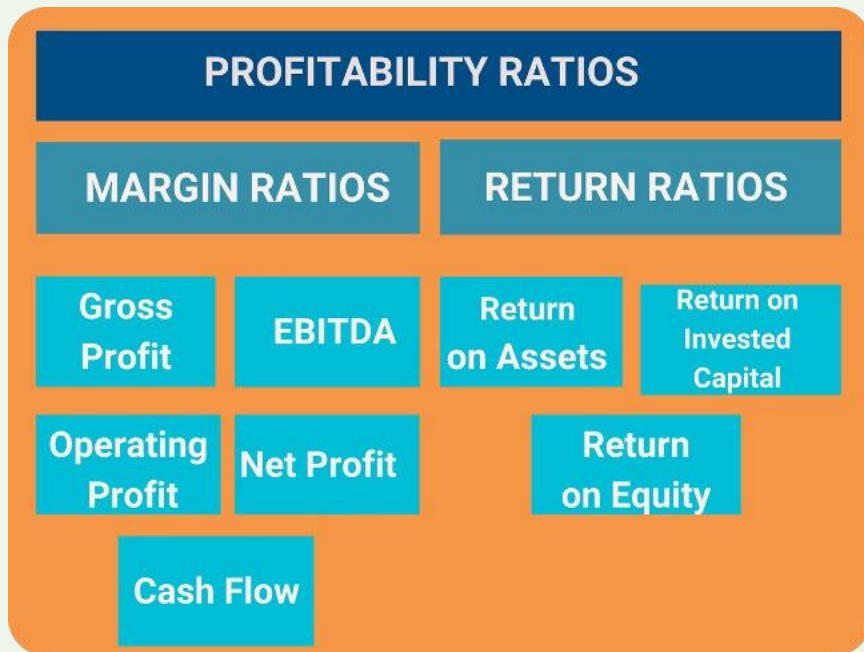 PROFITABILITY RATIOS
MARGIN RATIOS
RETURN RATIOS
Gross
Profit
EBITDA
Return
on Assets
Return on
Invested
Capital
Operating
Profit
Net Profit
Return
on Equity
Cash Flow